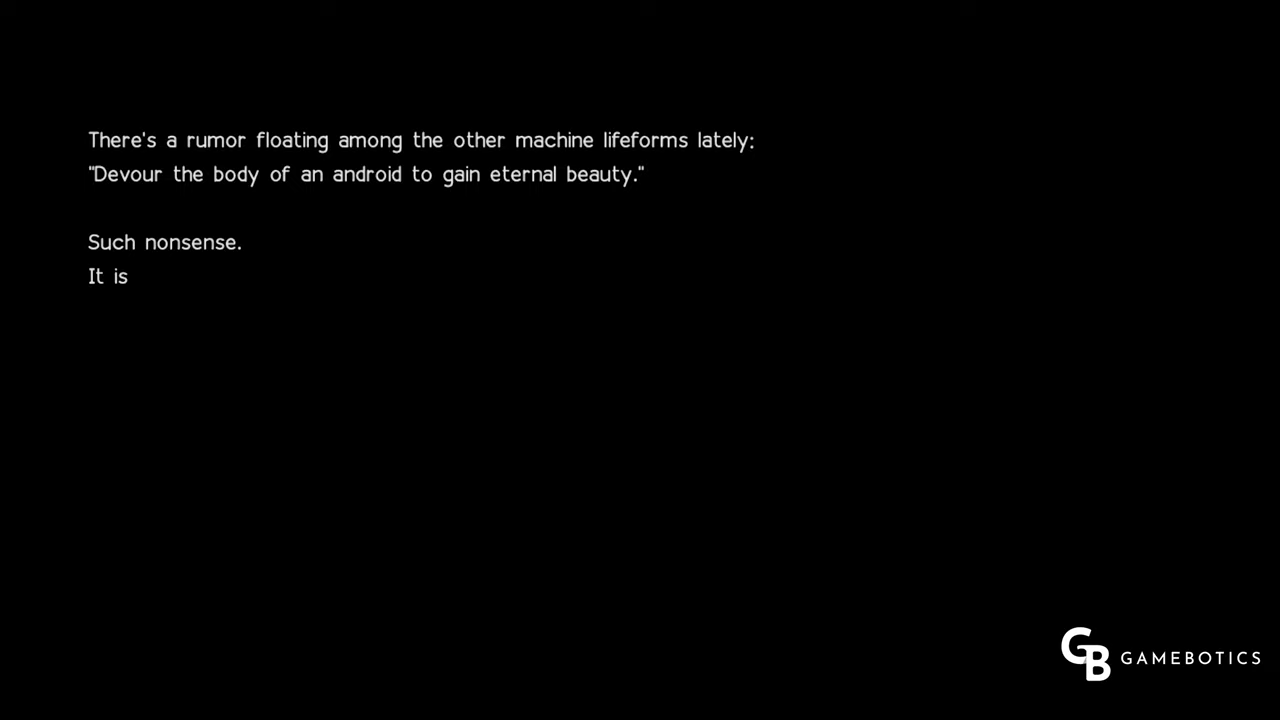 There's a rumor floating among the other machine lifeforms lately:
"Devour the body of an android to gain eternal beauty."
Such nonsense.
It is
GB GAMEBOTICS